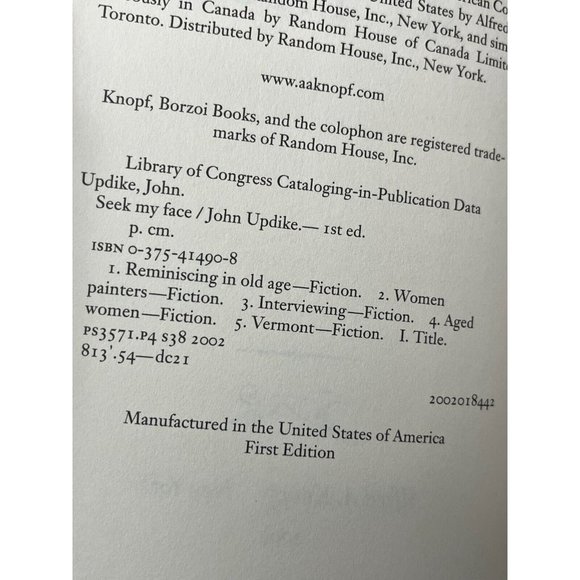 rican Co
ndom House, Inc., New York, and sim
United States by Alfred
ously in Canada by Random House of Canada Limite
Toronto. Distributed by Random House, Inc., New York.
www.aaknopf.com
Knopf, Borzoi Books, and the colophon are registered trade-
marks of Random House, Inc.
Library of Congress Cataloging-in-Publication Data
Updike, John.
Seek my face / John Updike.— 1st ed.
p. cm.
ISBN 0-375-41490-8
1. Reminiscing in old age—Fiction. 2. Women
painters—Fiction. 3. Interviewing—Fiction. 4. Aged
women—Fiction. 5. Vermont—Fiction. I. Title.
PS3571.P4 S38 2002
813'.54—dc21
2002018442
Manufactured in the United States of America
First Edition